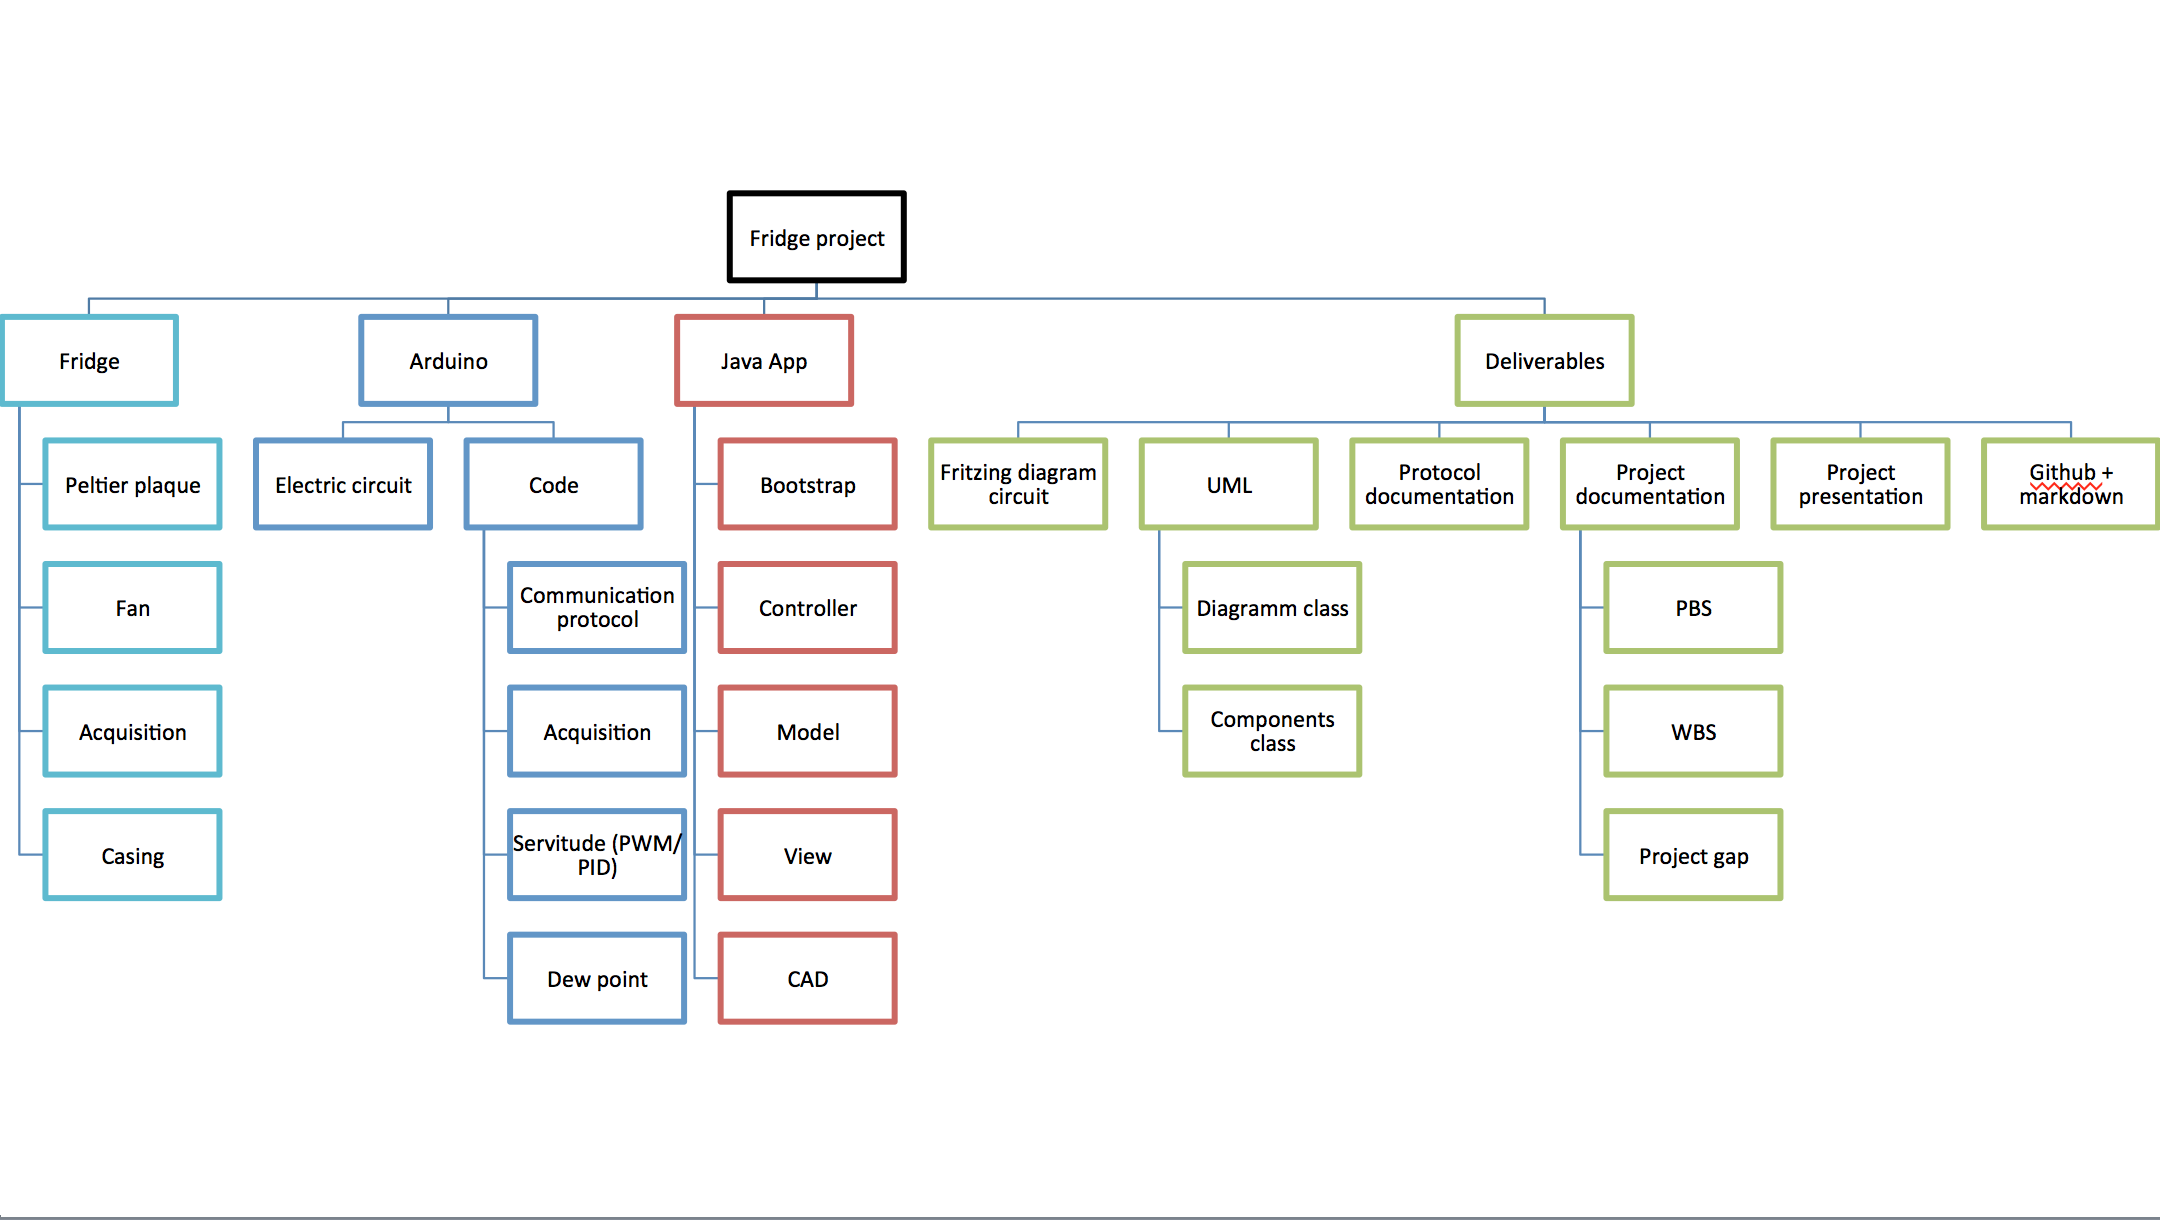 Fridge project
Fridge
Arduino
Java App
Deliverables
Peltier plaque
Electric circuit
Code
Bootstrap
Fritzing diagram
circuit
UML
Protocol
documentation
Project
documentation
Project
presentation
Github +
markdown
Fan
Communication
protocol
Controller
Diagramm class
PBS
Acquisition
Acquisition
Model
Components
class
WBS
Casing
Servitude (PWM/
PID)
View
Project gap
Dew point
CAD